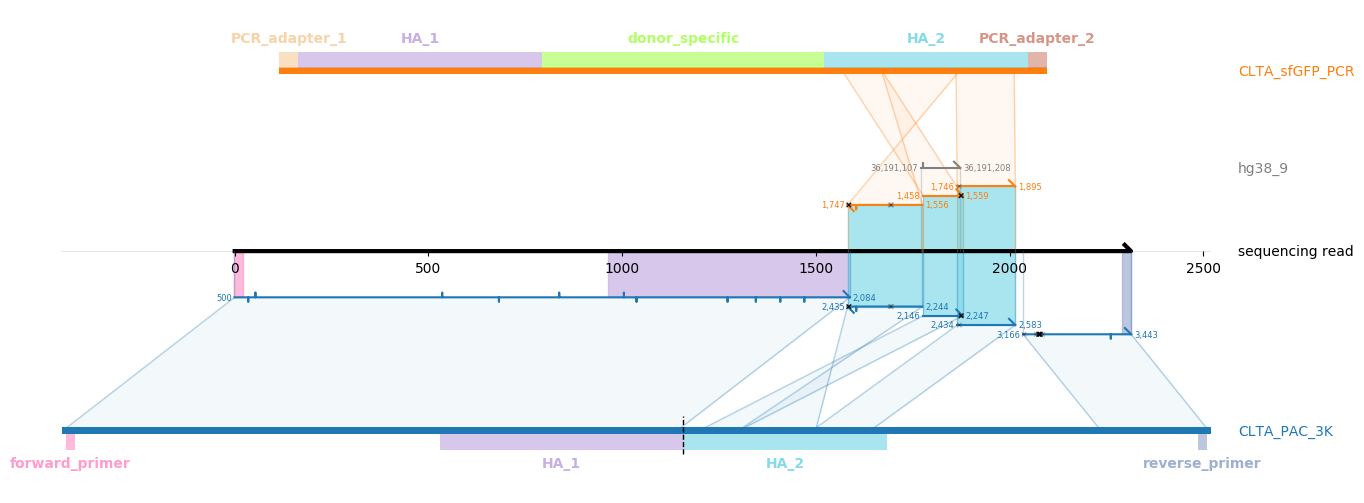 PCR_adapter_1 HA_1 donor_specific HA_2 PCR_adapter_2
CLTA_sfGFP_PCR
36,191,107 36,191,208 hg38_9
1,746 1,895
1,458 1,559
1,747 1,556
sequencing read
0 500 1000 1500 2000 2500
500 2,084
2,435 2,244
2,146 2,247
2,434 2,583
3,166 3,443
CLTA_PAC_3K
forward_primer HA_1 HA_2 reverse_primer